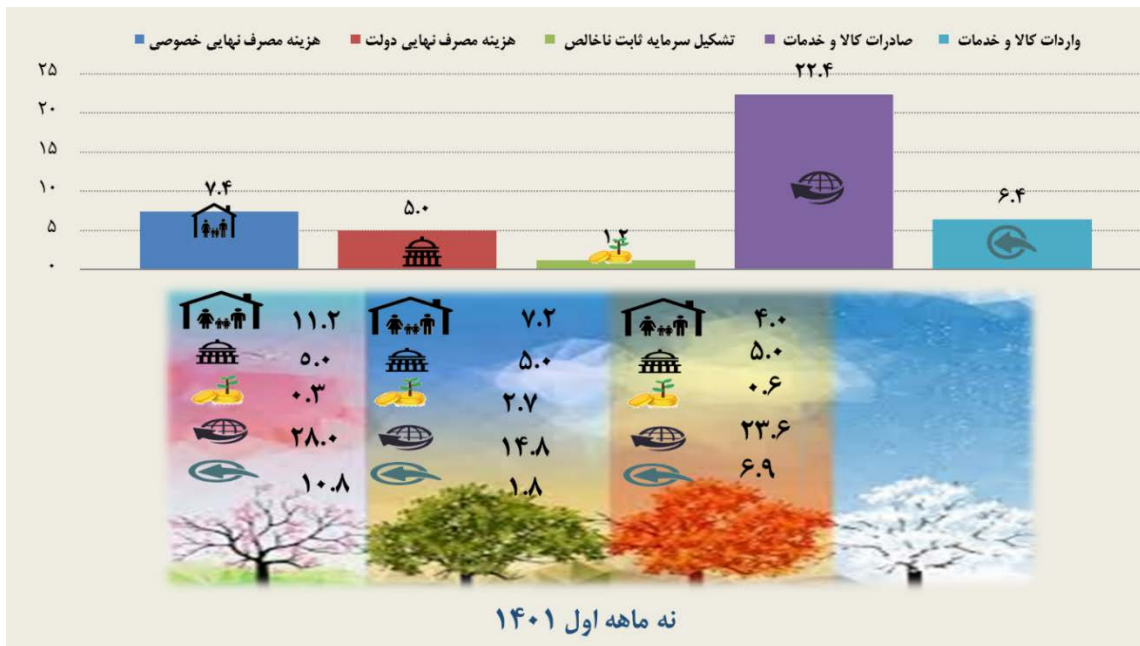 واردات کالا و خدمات صادرات کالا و خدمات تشکیل سرمایه ثابت ناخالص هزینه مصرف نهایی دولت هزینه مصرف نهایی خصوصی
۲۵
۲۰
۱۵
۱۰
۵
۰
۷.۴
۵.۰
۱.۲
۲۲.۴
۶.۴
۱۱.۲ ۷.۲ ۴.۰
۵.۰ ۵.۰ ۵.۰
۰.۳ ۲.۷ ۰.۶
۲۸.۰ ۱۴.۸ ۲۳.۶
۱۰.۸ ۱.۸ ۶.۹
نه ماهه اول ۱۴۰۱